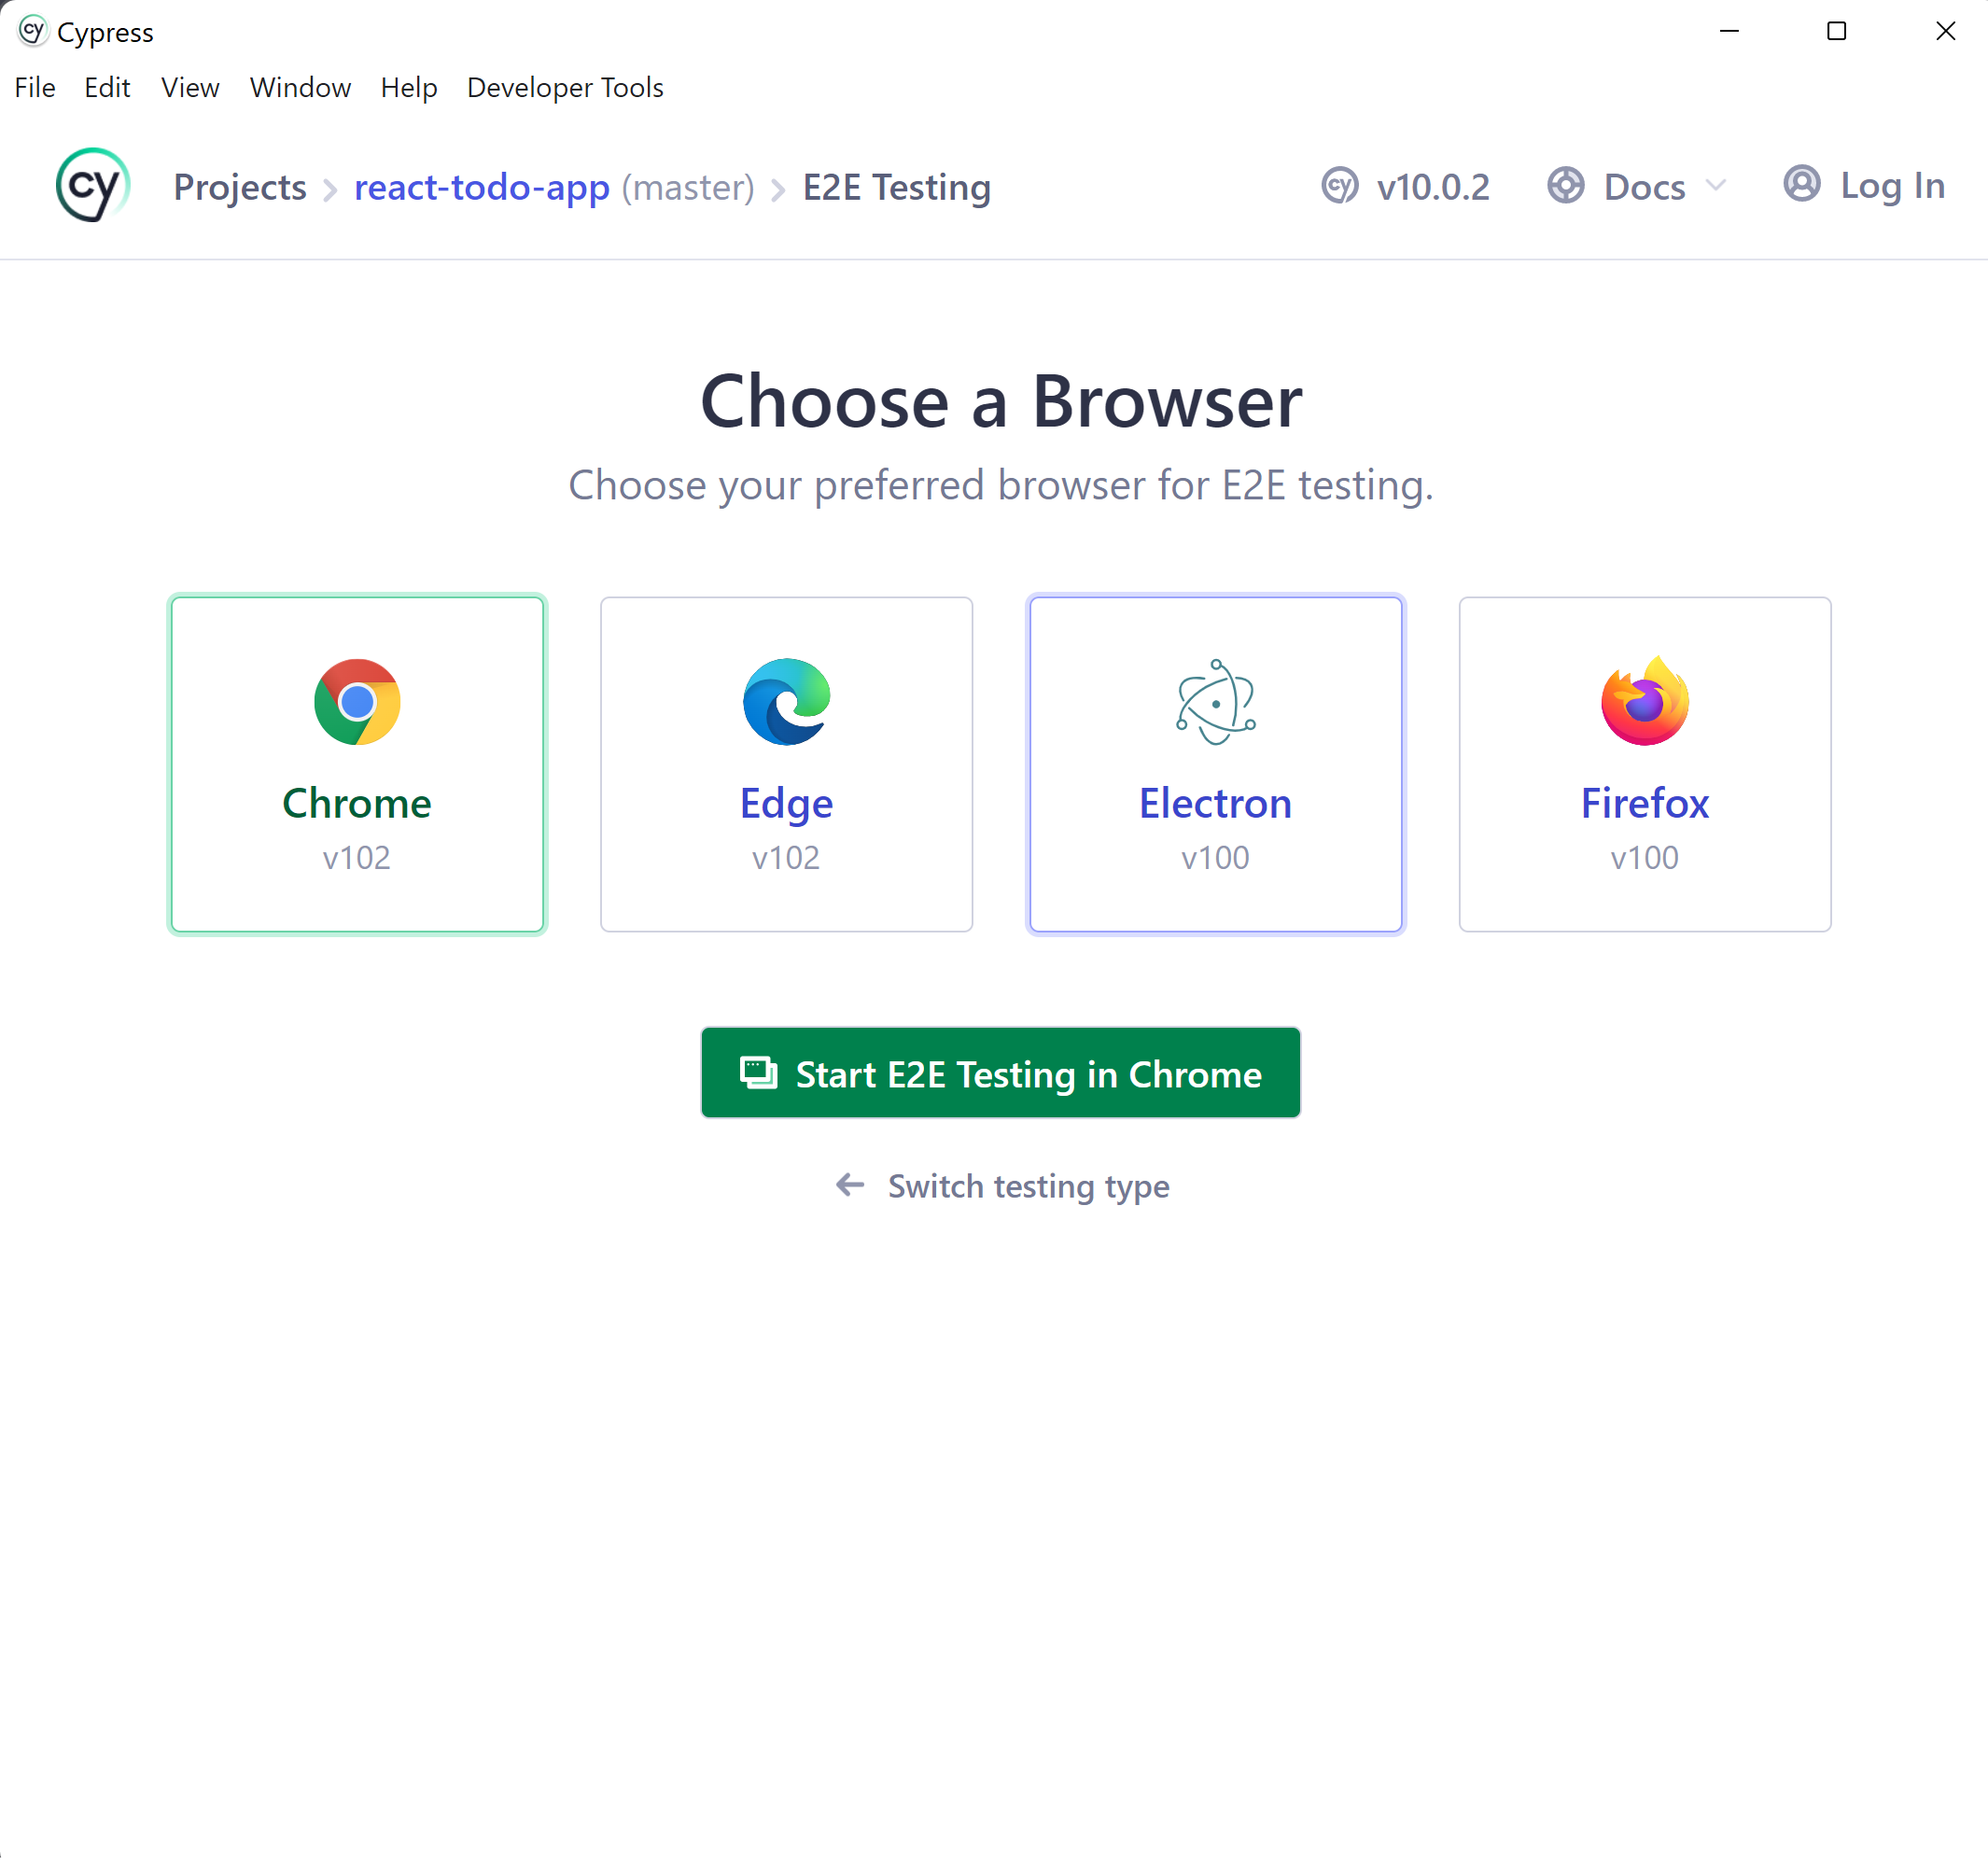 cy Cypress
File Edit View Window Help Developer Tools
cy Projects react-todo-app (master) E2E Testing cy v10.0.2 Docs Log In
Choose a Browser
Choose your preferred browser for E2E testing.
Chrome Edge Electron Firefox
v102 v102 v100 v100
Start E2E Testing in Chrome
Switch testing type